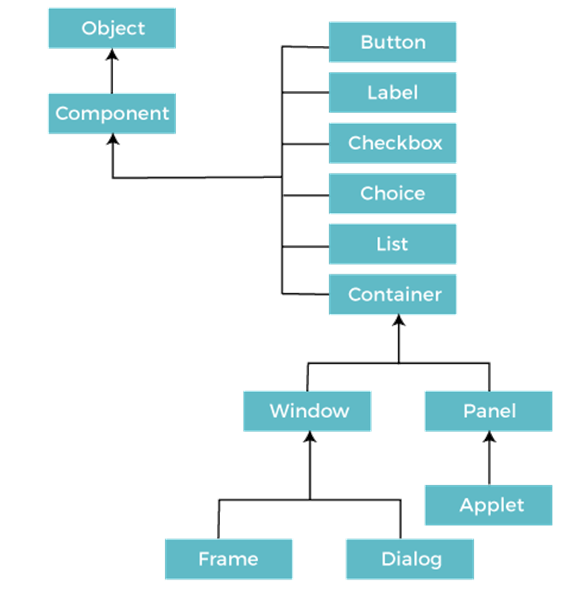 Object
Component
Button
Label
Checkbox
Choice
List
Container
Window
Panel
Applet
Frame
Dialog